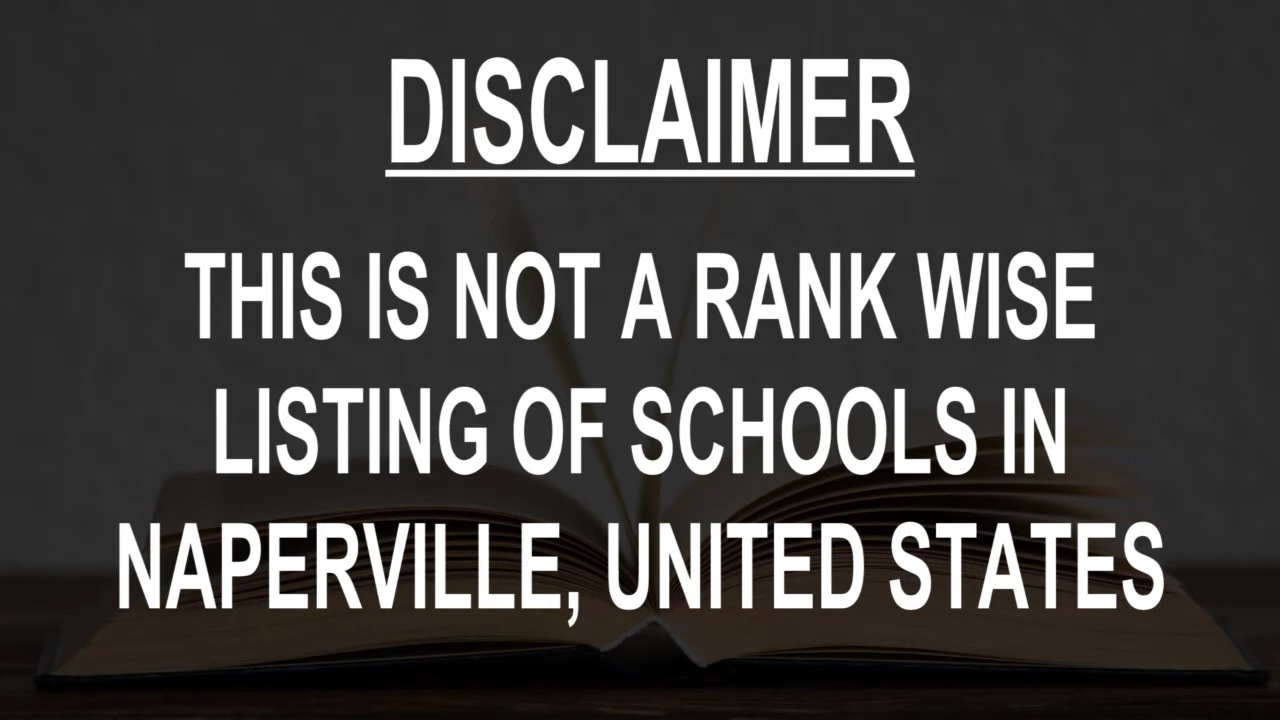 DISCLAIMER
THIS IS NOT A RANK WISE
LISTING OF SCHOOLS IN
NAPERVILLE, UNITED STATES